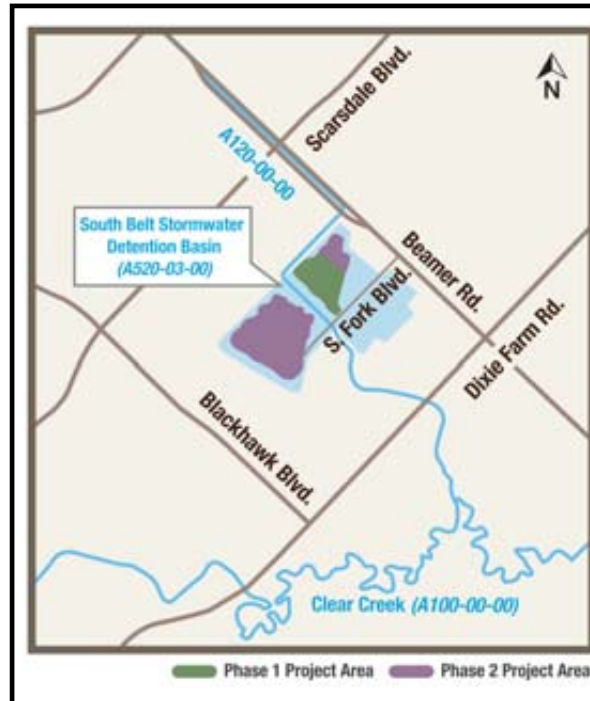 Scarsdale Blvd.
N
A120-00-00
South Belt Stormwater
Detention Basin
(A520-03-00)
Beamer Rd.
S. Fork Blvd.
Dixie Farm Rd.
Blackhawk Blvd.
Clear Creek (A100-00-00)
Phase 1 Project Area Phase 2 Project Area